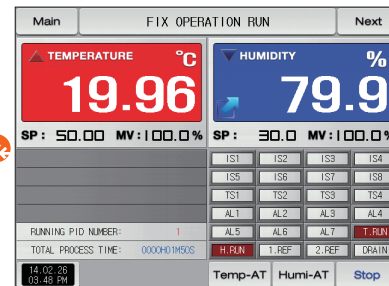 Main FIX OPERATION RUN Next
TEMPERATURE °C HUMIDITY %
19.96 79.9
SP: 50.00 MV:100.0% SP: 30.0 MV:100.0%
IS1 IS2 IS3 IS4
IS5 IS6 IS7 IS8
TS1 TS2 TS3 TS4
AL1 AL2 AL3 AL4
RUNNING PID NUMBER: 1 AL5 AL6 AL7 T.RUN
TOTAL PROCESS TIME: 0000H01M50S H.RUN 1.REF 2.REF DRAIN
14.02.26
03:48 PM
Temp-AT Humi-AT Stop